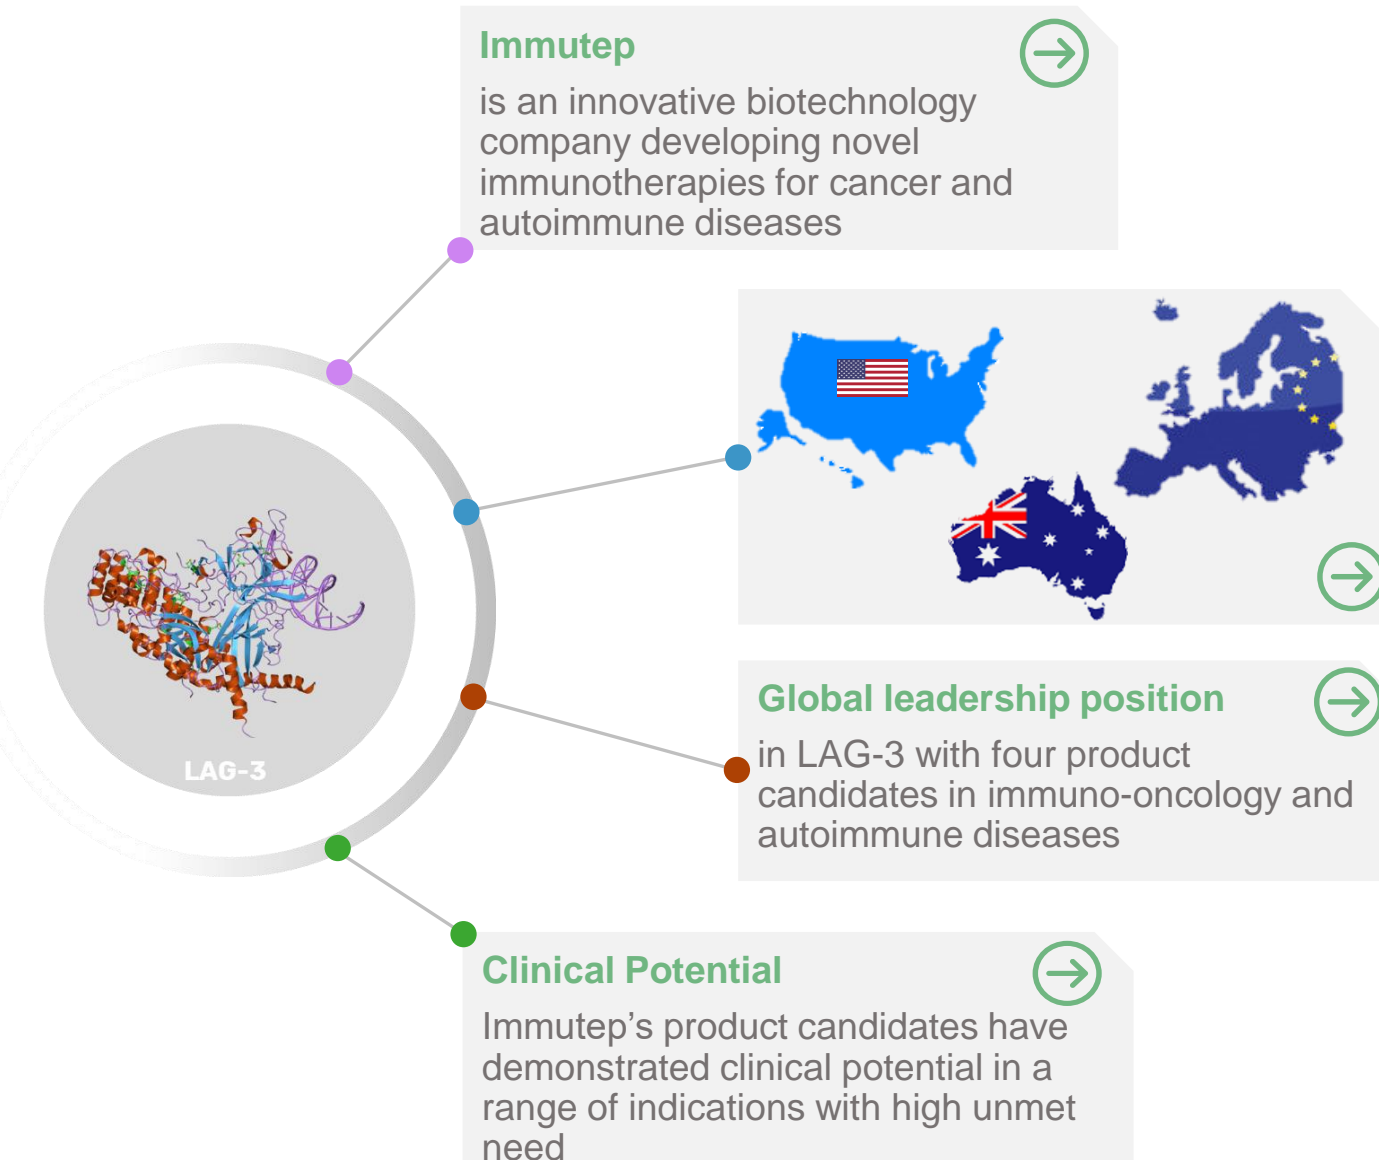 Immutep
is an innovative biotechnology
company developing novel
immunotherapies for cancer and
autoimmune diseases
LAG-3
Global leadership position
in LAG-3 with four product
candidates in immuno-oncology and
autoimmune diseases
Clinical Potential
Immutep’s product candidates have
demonstrated clinical potential in a
range of indications with high unmet
need